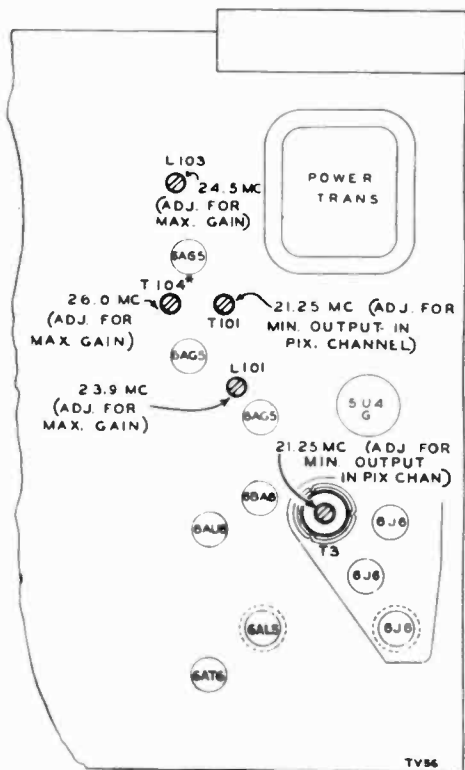 L103
24.5 MC
(ADJ. FOR
MAX. GAIN)
POWER
TRANS
6AG5
T104*
26.0 MC
(ADJ. FOR
MAX GAIN)
T101
21.25 MC (ADJ. FOR
MIN. OUTPUT IN
PIX. CHANNEL)
6AG5
L101
23.9 MC
(ADJ. FOR
MAX. GAIN)
6AG5
5U4
G
21.25 MC (ADJ FOR
MIN. OUTPUT
IN PIX CHAN)
6BA6
T3
6J6
6AU6
6J6
6AL5
6J6
6AT6
TV56